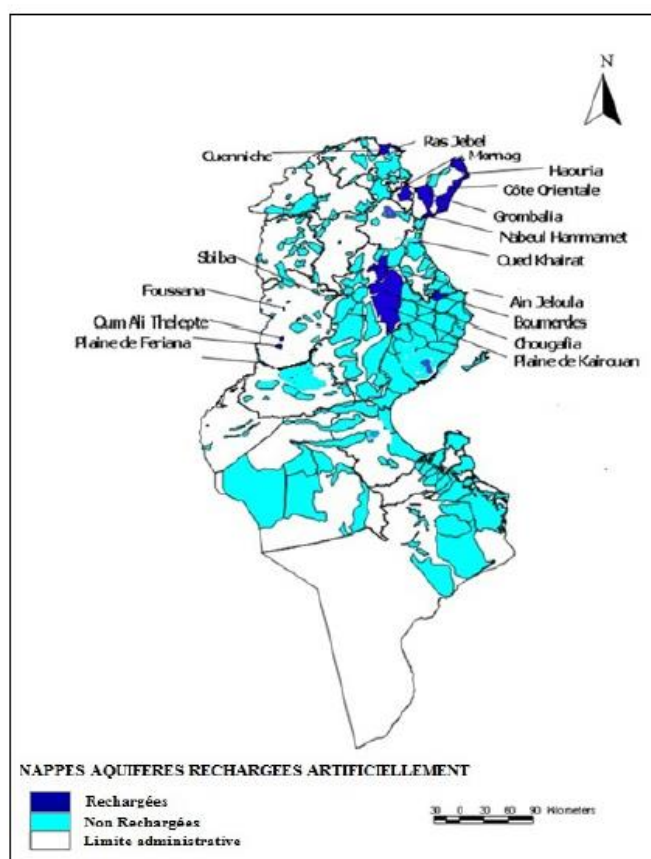 N
Ras Jebel
Guenniche
Mornag
Haouria
Côte Orientale
Grombalia
Nabeul Hammamet
Oued Khairat
Sbiba
Foussana
Ain Jeloula
Oum Ali Thelepte
Boumerdes
Plaine de Feriana
Chougafia
Plaine de Kairouan
NAPPES AQUIFERES RECHARGEES ARTIFICIELLEMENT
Rechargées
Non Rechargées
Limite administrative
30 0 30 60 90 Kilometers